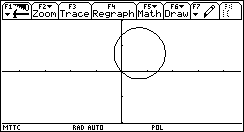 F1 F2 Zoom F3 Trace F4 Regraph F5 Math F6 Draw F7
MTTC RAD AUTO POL